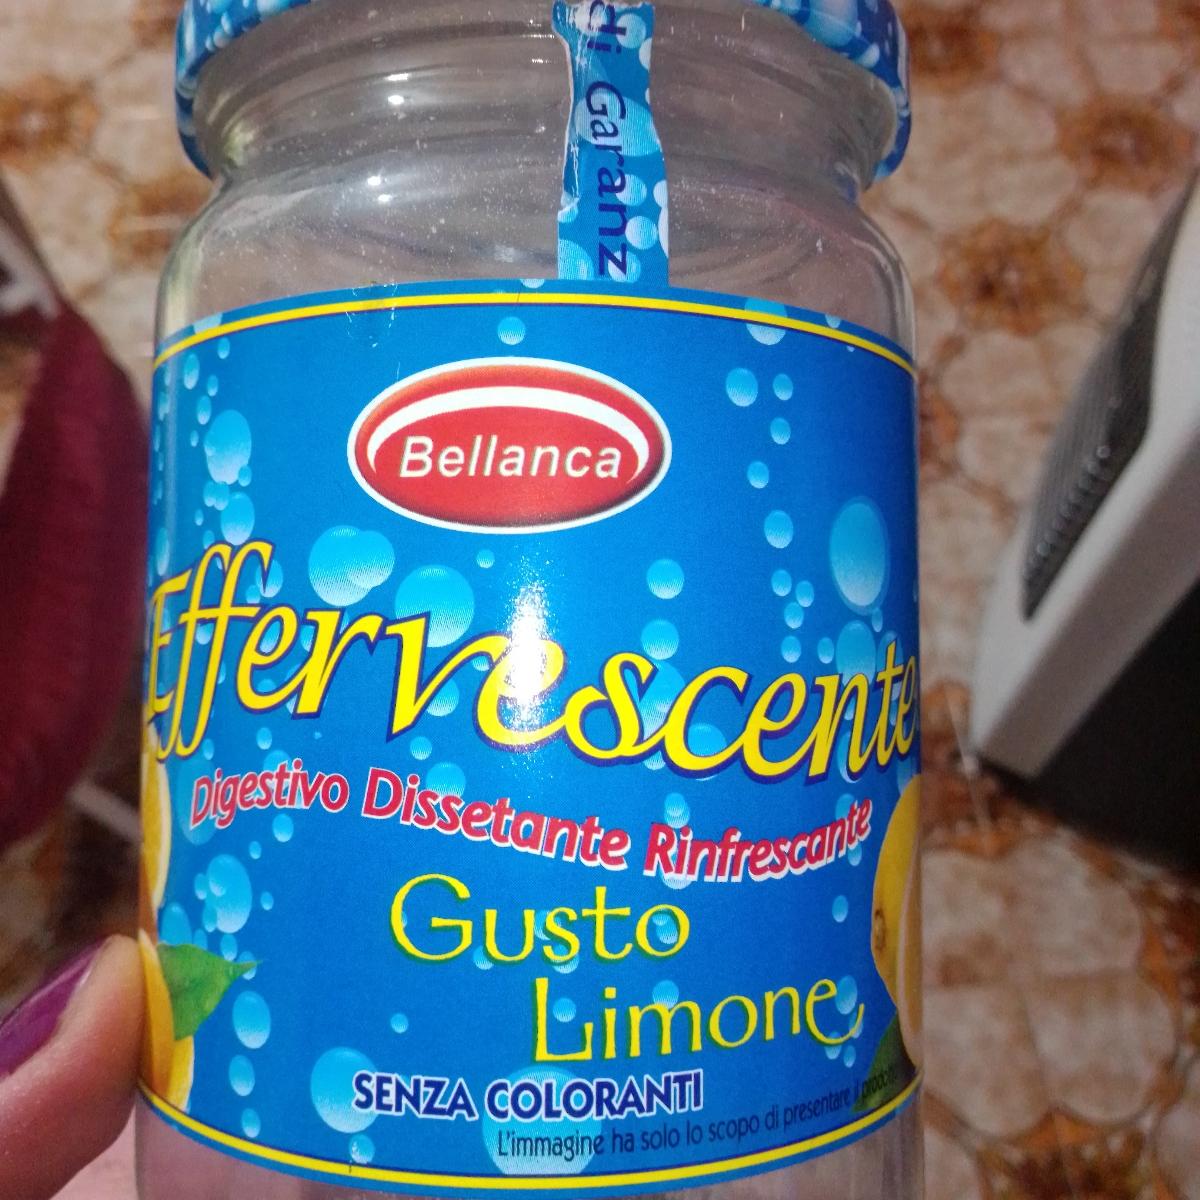 di Garanz
Bellanca
Effervescente
Digestivo Dissetante Rinfrescante
Gusto
Limone
SENZA COLORANTI
L'immagine ha solo lo scopo di presentare il prodotto